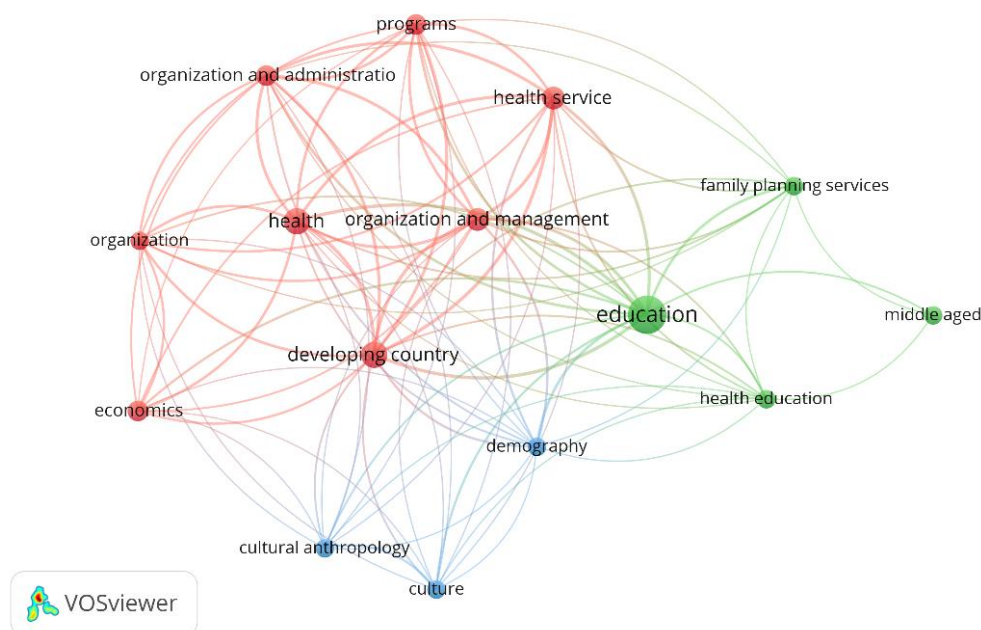 programs
organization and administratio
health service
family planning services
health
organization and management
organization
education
middle aged
developing country
health education
economics
demography
cultural anthropology
culture
VOSviewer